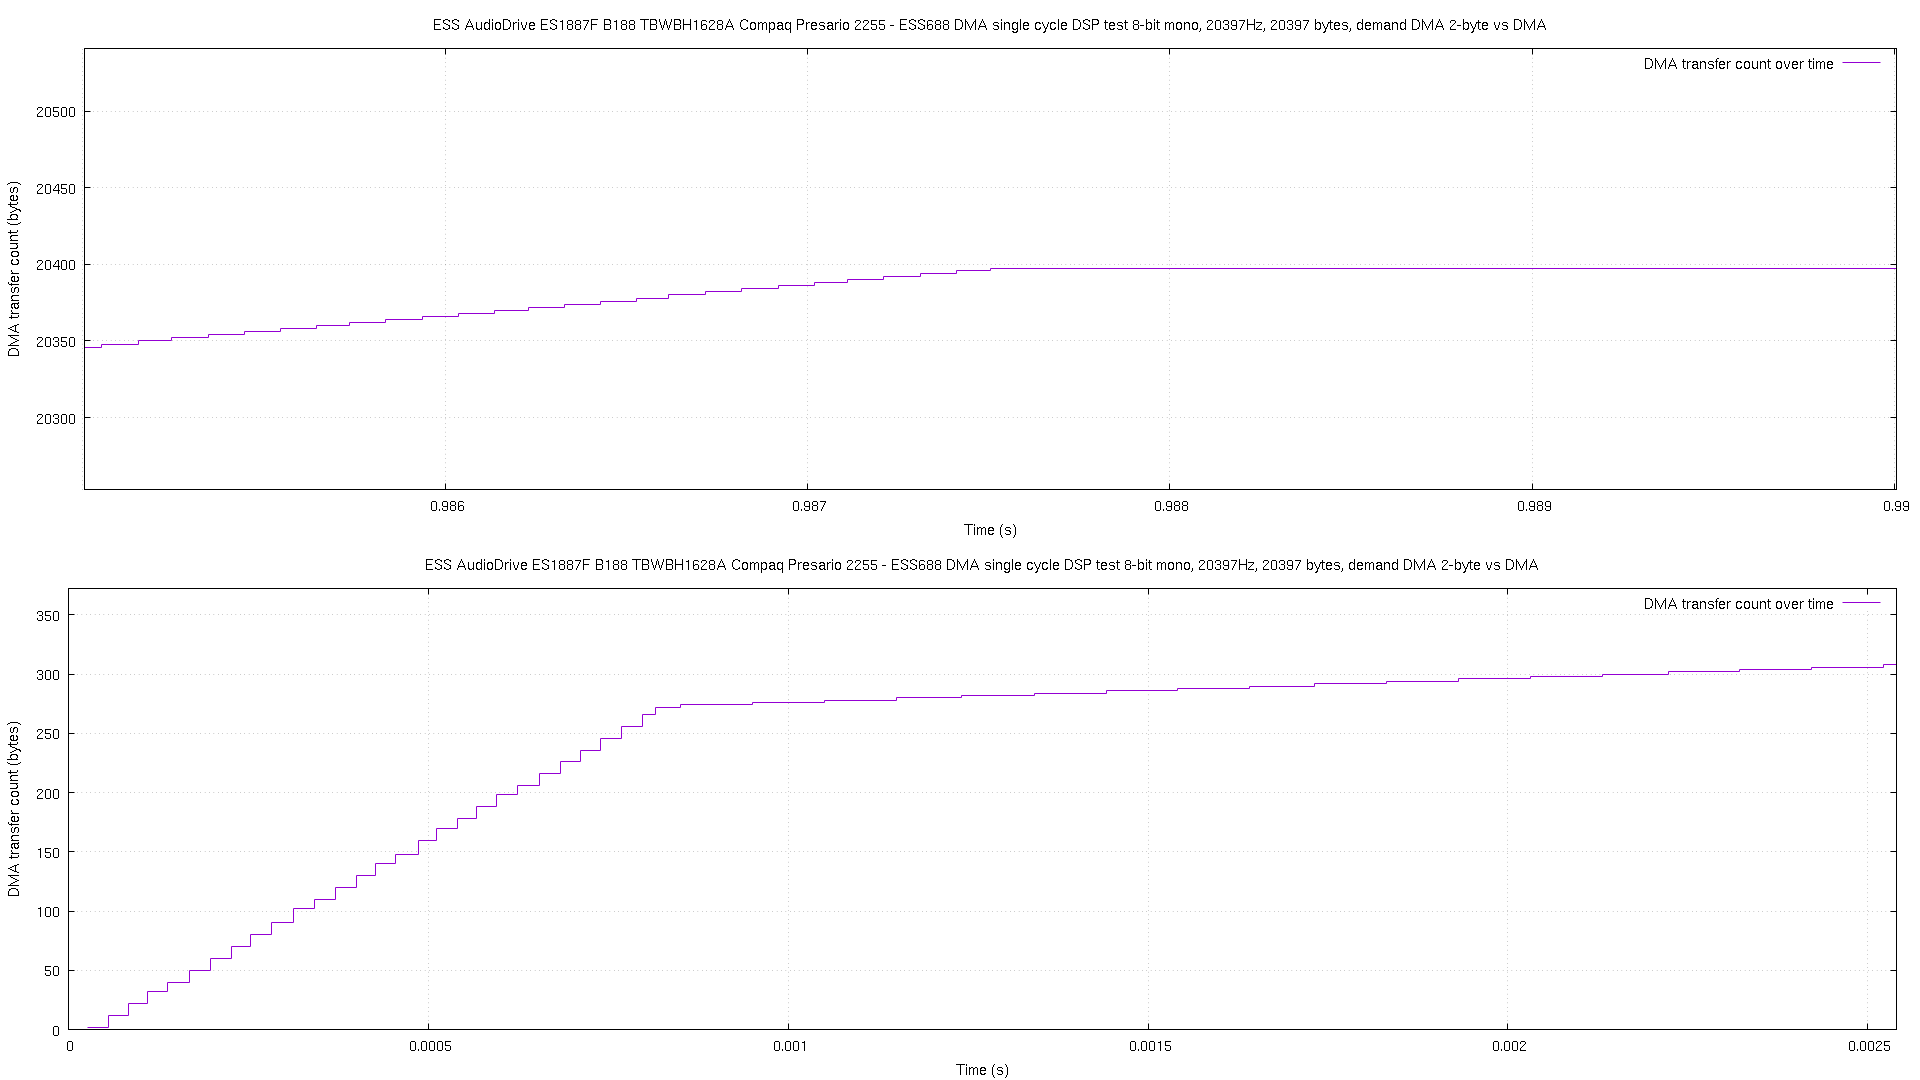 ESS AudioDrive ES1887F B188 TBWBH1628A Compaq Presario 2255 - ESS688 DMA single cycle DSP test 8-bit mono, 20397Hz, 20397 bytes, demand DMA 2-byte vs DMA
DMA transfer count over time
20500
20450
20400
20350
20300
DMA transfer count (bytes)
0.986 0.987 0.988 0.989 0.99
Time (s)
ESS AudioDrive ES1887F B188 TBWBH1628A Compaq Presario 2255 - ESS688 DMA single cycle DSP test 8-bit mono, 20397Hz, 20397 bytes, demand DMA 2-byte vs DMA
DMA transfer count over time
350
300
250
200
150
100
50
0
DMA transfer count (bytes)
0 0.0005 0.001 0.0015 0.002 0.0025
Time (s)